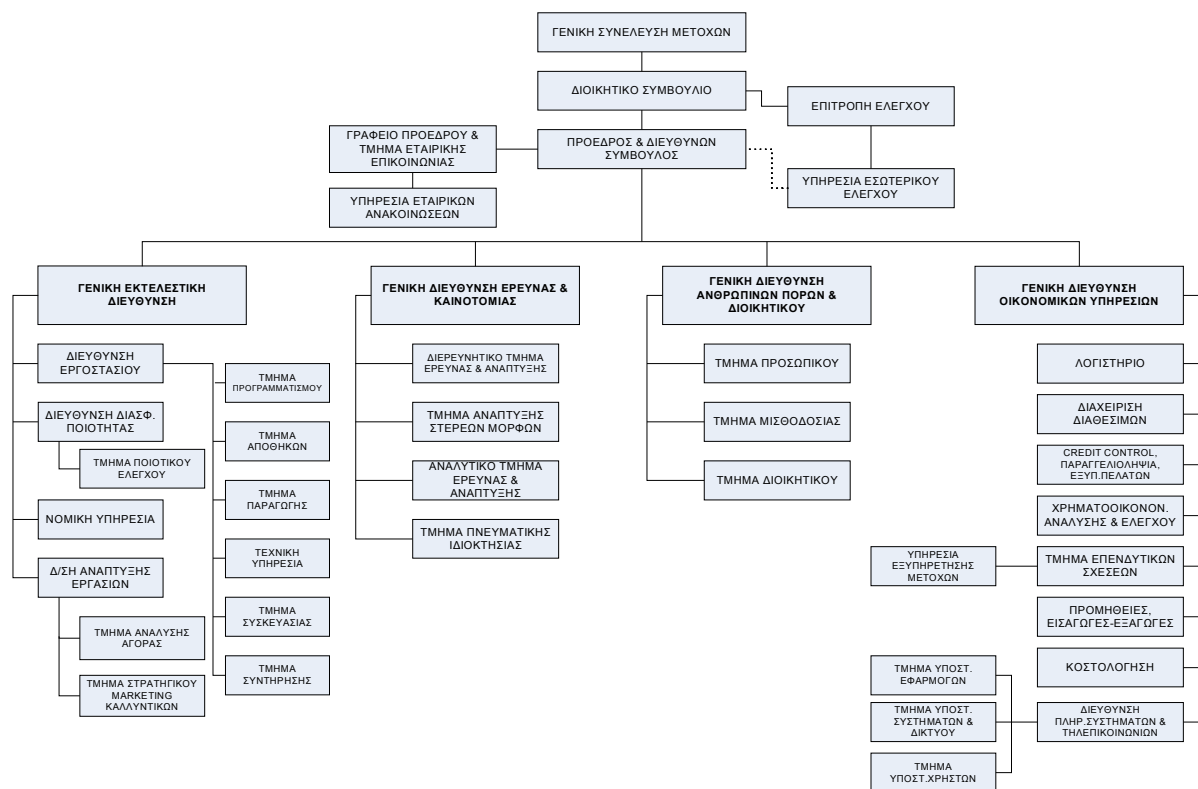 ΓΕΝΙΚΗ ΣΥΝΕΛΕΥΣΗ ΜΕΤΟΧΩΝ
ΔΙΟΙΚΗΤΙΚΟ ΣΥΜΒΟΥΛΙΟ
ΕΠΙΤΡΟΠΗ ΕΛΕΓΧΟΥ
ΓΡΑΦΕΙΟ ΠΡΟΕΔΡΟΥ &
ΤΜΗΜΑ ΕΤΑΙΡΙΚΗΣ
ΕΠΙΚΟΙΝΩΝΙΑΣ
ΠΡΟΕΔΡΟΣ & ΔΙΕΥΘΥΝΩΝ
ΣΥΜΒΟΥΛΟΣ
ΥΠΗΡΕΣΙΑ ΕΣΩΤΕΡΙΚΟΥ
ΕΛΕΓΧΟΥ
ΥΠΗΡΕΣΙΑ ΕΤΑΙΡΙΚΩΝ
ΑΝΑΚΟΙΝΩΣΕΩΝ
ΓΕΝΙΚΗ ΕΚΤΕΛΕΣΤΙΚΗ
ΔΙΕΥΘΥΝΣΗ
ΔΙΕΥΘΥΝΣΗ
ΕΡΓΟΣΤΑΣΙΟΥ
ΔΙΕΥΘΥΝΣΗ ΔΙΑΣΦ.
ΠΟΙΟΤΗΤΑΣ
ΤΜΗΜΑ ΠΟΙΟΤΙΚΟΥ
ΕΛΕΓΧΟΥ
ΝΟΜΙΚΗ ΥΠΗΡΕΣΙΑ
Δ/ΣΗ ΑΝΑΠΤΥΞΗΣ
ΕΡΓΑΣΙΩΝ
ΤΜΗΜΑ ΑΝΑΛΥΣΗΣ
ΑΓΟΡΑΣ
ΤΜΗΜΑ ΣΤΡΑΤΗΓΙΚΟΥ
MARKETING
ΚΑΛΛΥΝΤΙΚΩΝ
ΤΜΗΜΑ
ΠΡΟΓΡΑΜΜΑΤΙΣΜΟΥ
ΤΜΗΜΑ
ΑΠΟΘΗΚΩΝ
ΤΜΗΜΑ
ΠΑΡΑΓΩΓΗΣ
ΤΕΧΝΙΚΗ
ΥΠΗΡΕΣΙΑ
ΤΜΗΜΑ
ΣΥΣΚΕΥΑΣΙΑΣ
ΤΜΗΜΑ
ΣΥΝΤΗΡΗΣΗΣ
ΓΕΝΙΚΗ ΔΙΕΥΘΥΝΣΗ ΕΡΕΥΝΑΣ &
ΚΑΙΝΟΤΟΜΙΑΣ
ΔΙΕΡΕΥΝΗΤΙΚΟ ΤΜΗΜΑ
ΕΡΕΥΝΑΣ & ΑΝΑΠΤΥΞΗΣ
ΤΜΗΜΑ ΑΝΑΠΤΥΞΗΣ
ΣΤΕΡΕΩΝ ΜΟΡΦΩΝ
ΑΝΑΛΥΤΙΚΟ ΤΜΗΜΑ
ΕΡΕΥΝΑΣ &
ΑΝΑΠΤΥΞΗΣ
ΤΜΗΜΑ ΠΝΕΥΜΑΤΙΚΗΣ
ΙΔΙΟΚΤΗΣΙΑΣ
ΓΕΝΙΚΗ ΔΙΕΥΘΥΝΣΗ
ΑΝΘΡΩΠΙΝΩΝ ΠΟΡΩΝ &
ΔΙΟΙΚΗΤΙΚΟΥ
ΤΜΗΜΑ ΠΡΟΣΩΠΙΚΟΥ
ΤΜΗΜΑ ΜΙΣΘΟΔΟΣΙΑΣ
ΤΜΗΜΑ ΔΙΟΙΚΗΤΙΚΟΥ
ΓΕΝΙΚΗ ΔΙΕΥΘΥΝΣΗ
ΟΙΚΟΝΟΜΙΚΩΝ ΥΠΗΡΕΣΙΩΝ
ΛΟΓΙΣΤΗΡΙΟ
ΔΙΑΧΕΙΡΙΣΗ
ΔΙΑΘΕΣΙΜΩΝ
CREDIT CONTROL,
ΠΑΡΑΓΓΕΛΙΟΛΗΨΙΑ,
ΕΞΥΠ.ΠΕΛΑΤΩΝ
ΧΡΗΜΑΤΟΟΙΚΟΝΟΝ.
ΑΝΑΛΥΣΗΣ & ΕΛΕΓΧΟΥ
ΥΠΗΡΕΣΙΑ
ΕΞΥΠΗΡΕΤΗΣΗΣ
ΜΕΤΟΧΩΝ
ΤΜΗΜΑ ΕΠΕΝΔΥΤΙΚΩΝ
ΣΧΕΣΕΩΝ
ΠΡΟΜΗΘΕΙΕΣ,
ΕΙΣΑΓΩΓΕΣ-ΕΞΑΓΩΓΕΣ
ΚΟΣΤΟΛΟΓΗΣΗ
ΔΙΕΥΘΥΝΣΗ
ΠΛΗΡ.ΣΥΣΤΗΜΑΤΩΝ &
ΤΗΛΕΠΙΚΟΙΝΩΝΙΩΝ
ΤΜΗΜΑ ΥΠΟΣΤ.
ΕΦΑΡΜΟΓΩΝ
ΤΜΗΜΑ ΥΠΟΣΤ.
ΣΥΣΤΗΜΑΤΩΝ &
ΔΙΚΤΥΟΥ
ΤΜΗΜΑ
ΥΠΟΣΤ.ΧΡΗΣΤΩΝ